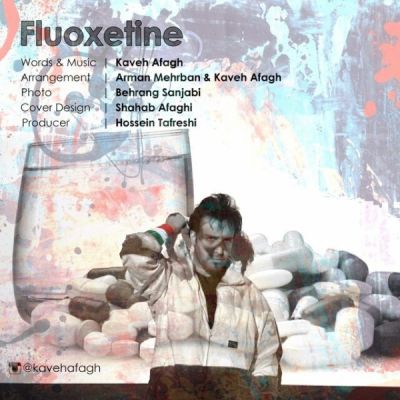 Fluoxetine
Words & Music | Kaveh Afagh
Arrangement | Arman Mehrban & Kaveh Afagh
Photo | Behrang Sanjabi
Cover Design | Shahab Afaghi
Producer | Hossein Tafreshi
@kavehafagh